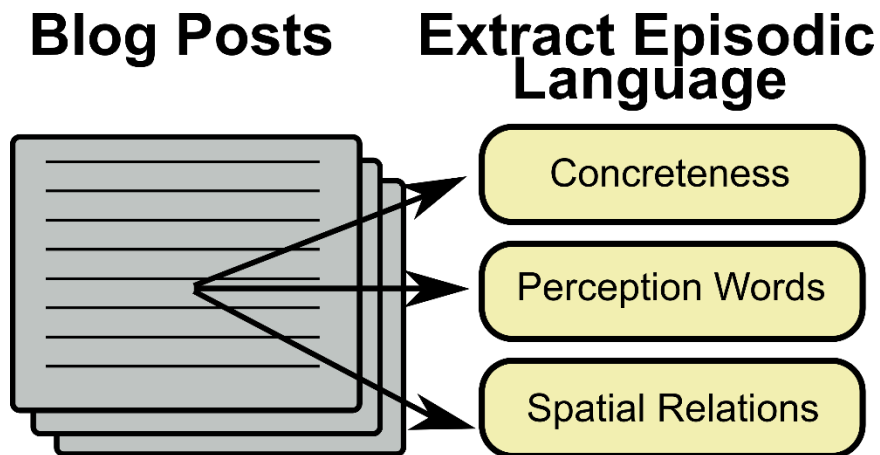 Blog Posts
Extract Episodic
Language
Concreteness
Perception Words
Spatial Relations